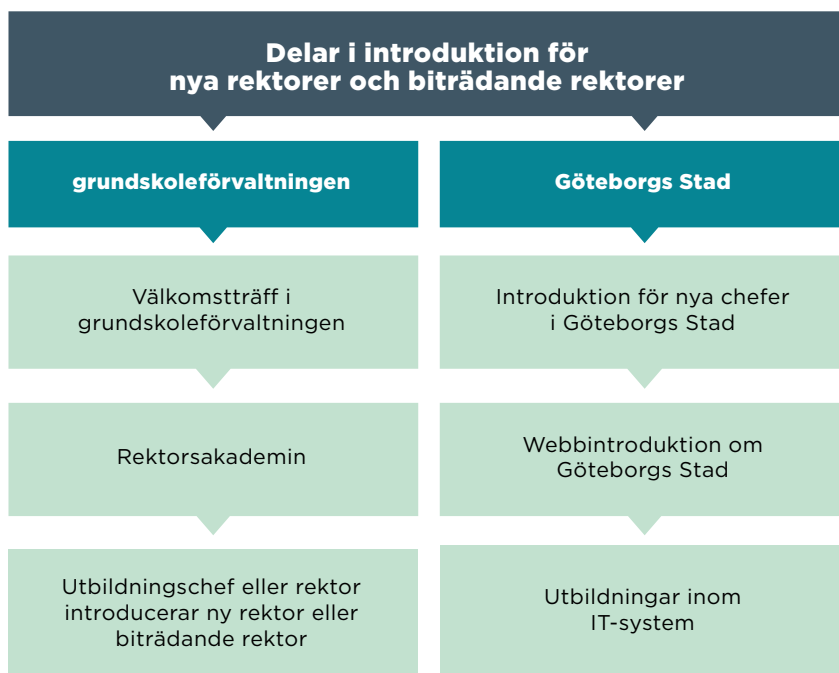 Delar i introduktion för
nya rektorer och biträdande rektorer
grundskoleförvaltningen
Välkomstträff i
grundskoleförvaltningen
Rektorsakademin
Utbildningschef eller rektor
introducerar ny rektor eller
biträdande rektor
Göteborgs Stad
Introduktion för nya chefer
i Göteborgs Stad
Webbintroduktion om
Göteborgs Stad
Utbildningar inom
IT-system